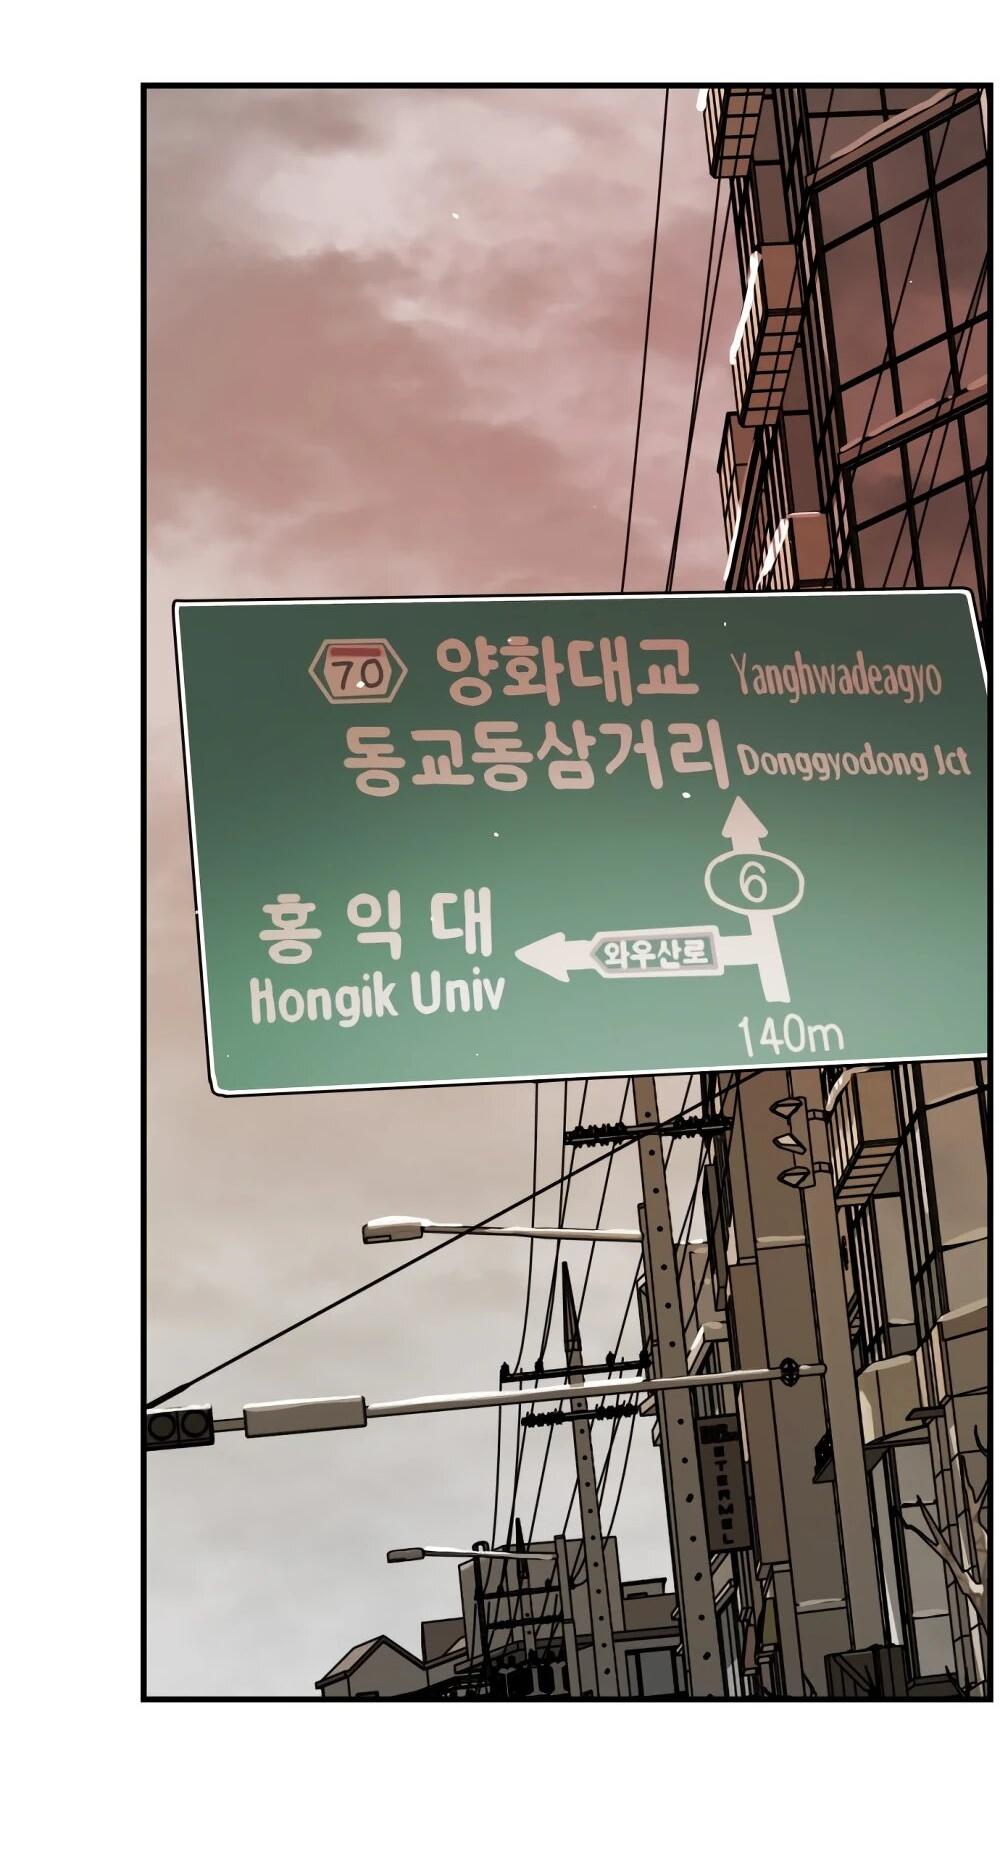 70 양화대교 Yanghwadeagyo
동교동삼거리 Donggyodong Jct
6
홍익대
와우산로
Hongik Univ
140m